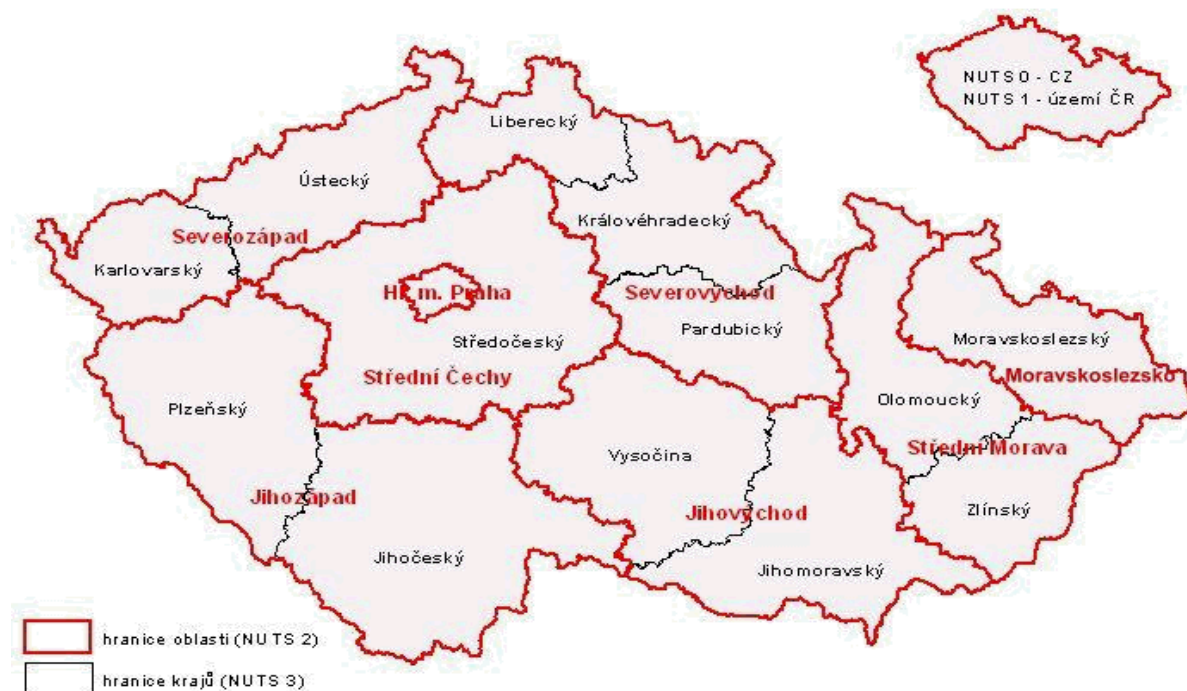 NUTS 0 - CZ
NUTS 1 - území ČR
Liberecký
Ústecký
Královéhradecký
Severozápad
Karlovarský
Hl. m. Praha
Severovýchod
Pardubický
Středočeský
Moravskoslezský
Střední Čechy
Moravskoslezsko
Plzeňský
Olomoucký
Vysočina
Střední Morava
Jihozápad
Jihovýchod
Zlínský
Jihočeský
Jihomoravský
hranice oblastí (NUTS 2)
hranice krajů (NUTS 3)